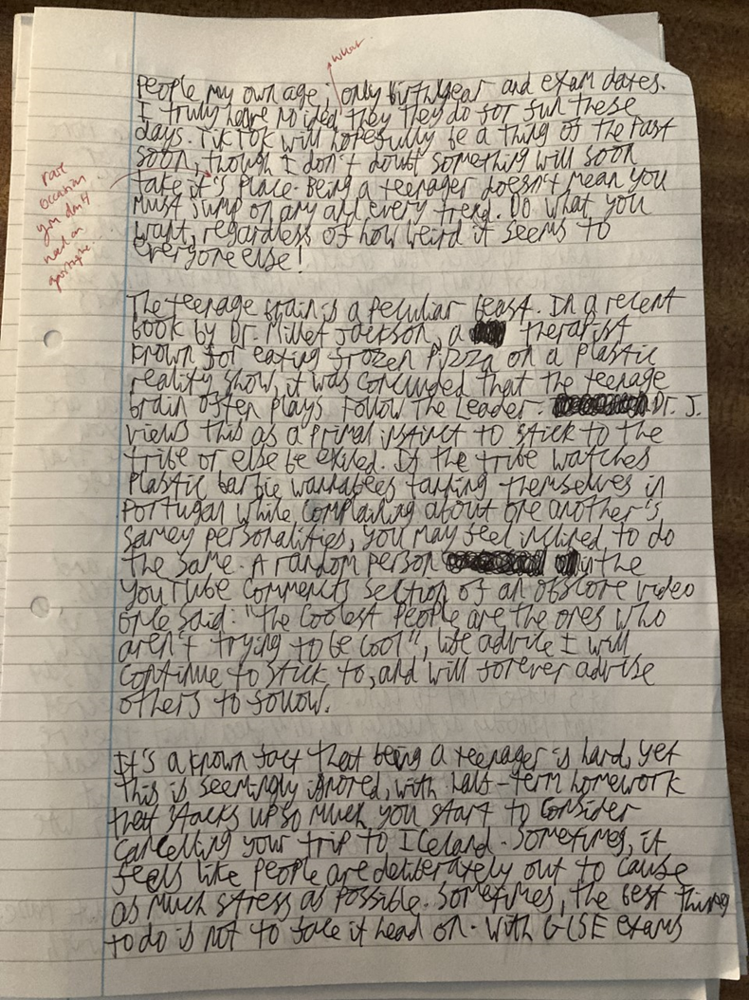 what
People my own age; only birthyear and exam dates.
I truly have no idea they they do for fun these
days. TikTok will hopefully be a thing of the past
soon, though I don't doubt something will soon
take it's place. Being a teenager doesn't mean you
must jump on any and every trend. Do what you
want, regardless of how weird it seems to
everyone else!
rare
occasion
you don't
need an
apostrophe.
The teenage brain is a peculiar beast. In a recent
book by Dr. Millet Jackson, a therapist
known for eating frozen pizza on a plastic
reality show, it was concluded that the teenage
brain often plays Follow The Leader. Dr. J.
views this as a primal instinct to stick to the
tribe or else be exiled. If the tribe watches
plastic barbie wannabees tanning themselves in
Portugal while complaining about one another's
samey personalities, you may feel inclined to do
the same. A random person in the
YouTube comments section of an obscore video
once said: "the coolest people are the ones who
aren't trying to be cool", life advice I will
continue to stick to, and will forever advise
others to follow.
It's a known fact that being a teenager is hard, yet
this is seemingly ignored, with half-term homework
that stacks up so much you start to consider
cancelling your trip to Iceland. Sometimes, it
feels like people are deliberately out to cause
as much stress as possible. Sometimes, the best thing
to do is not to face it head on. With GCSE exams